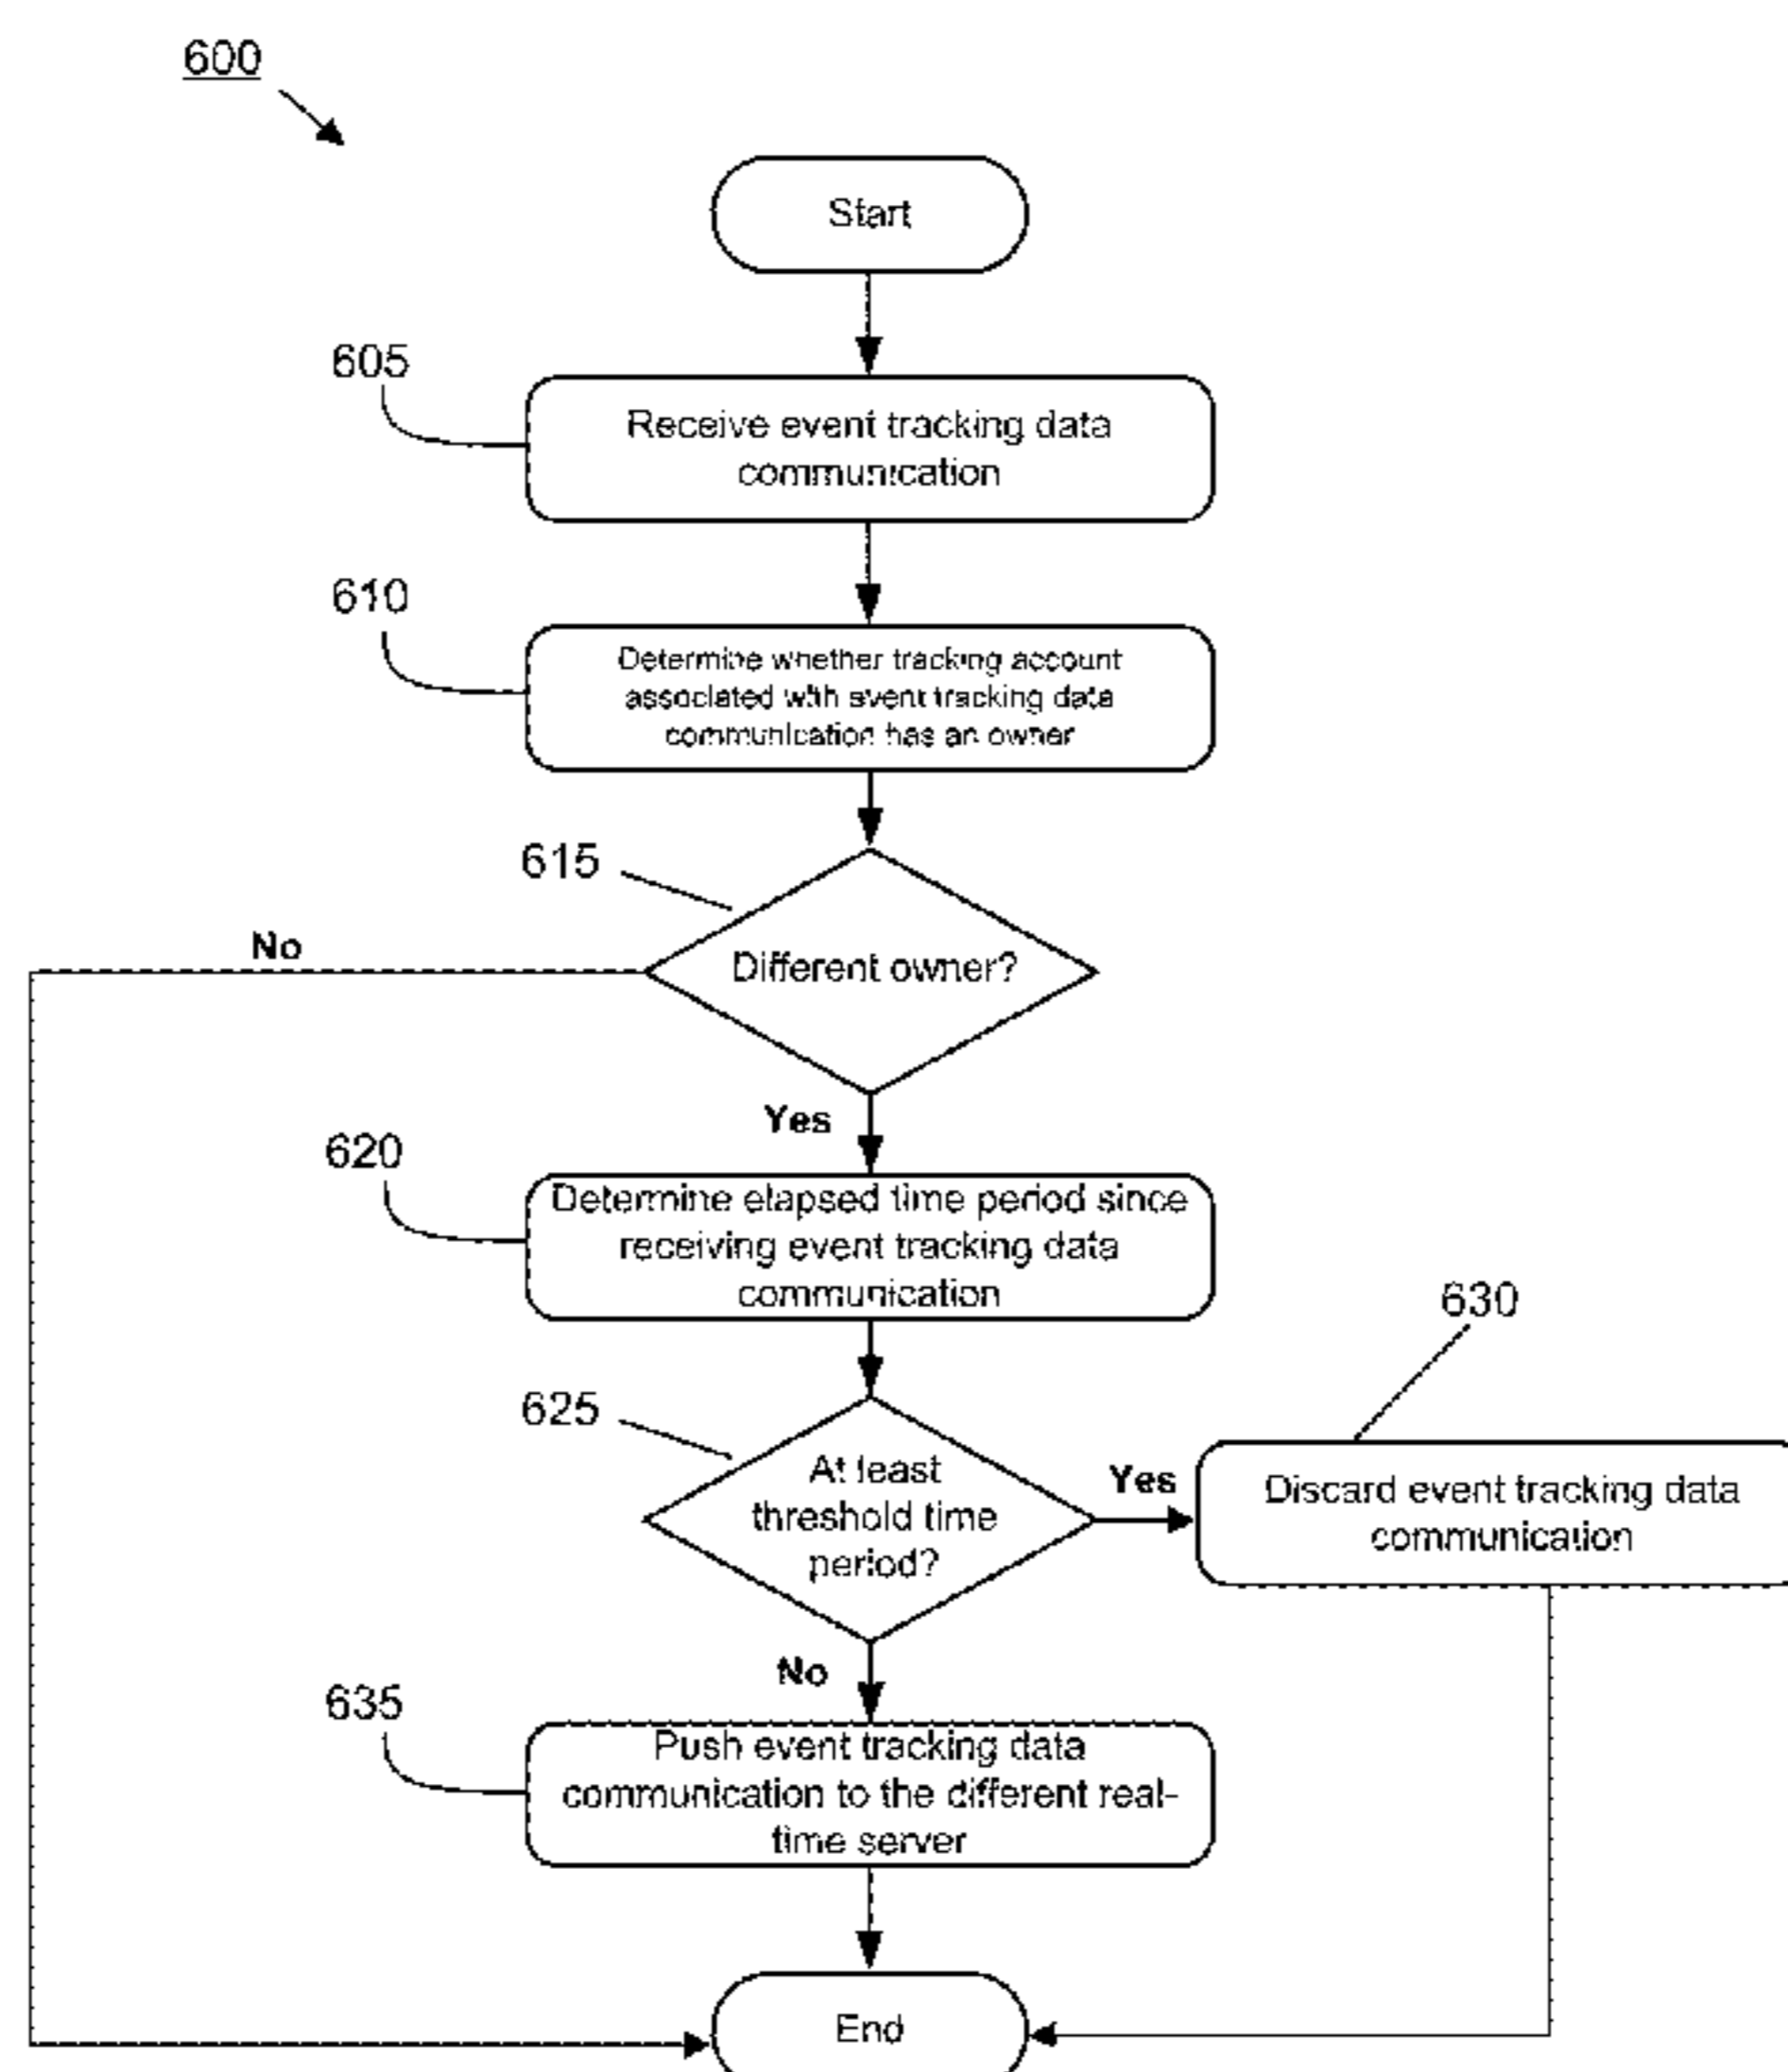 600
Start
605
Receive event tracking data
communication
610
Determine whether tracking account
associated with event tracking data
communication has an owner
615
Different owner?
No
Yes
620
Determine elapsed time period since
receiving event tracking data
communication
625
At least
threshold time
period?
Yes
630
Discard event tracking data
communication
No
635
Push event tracking data
communication to the different real-
time server
End